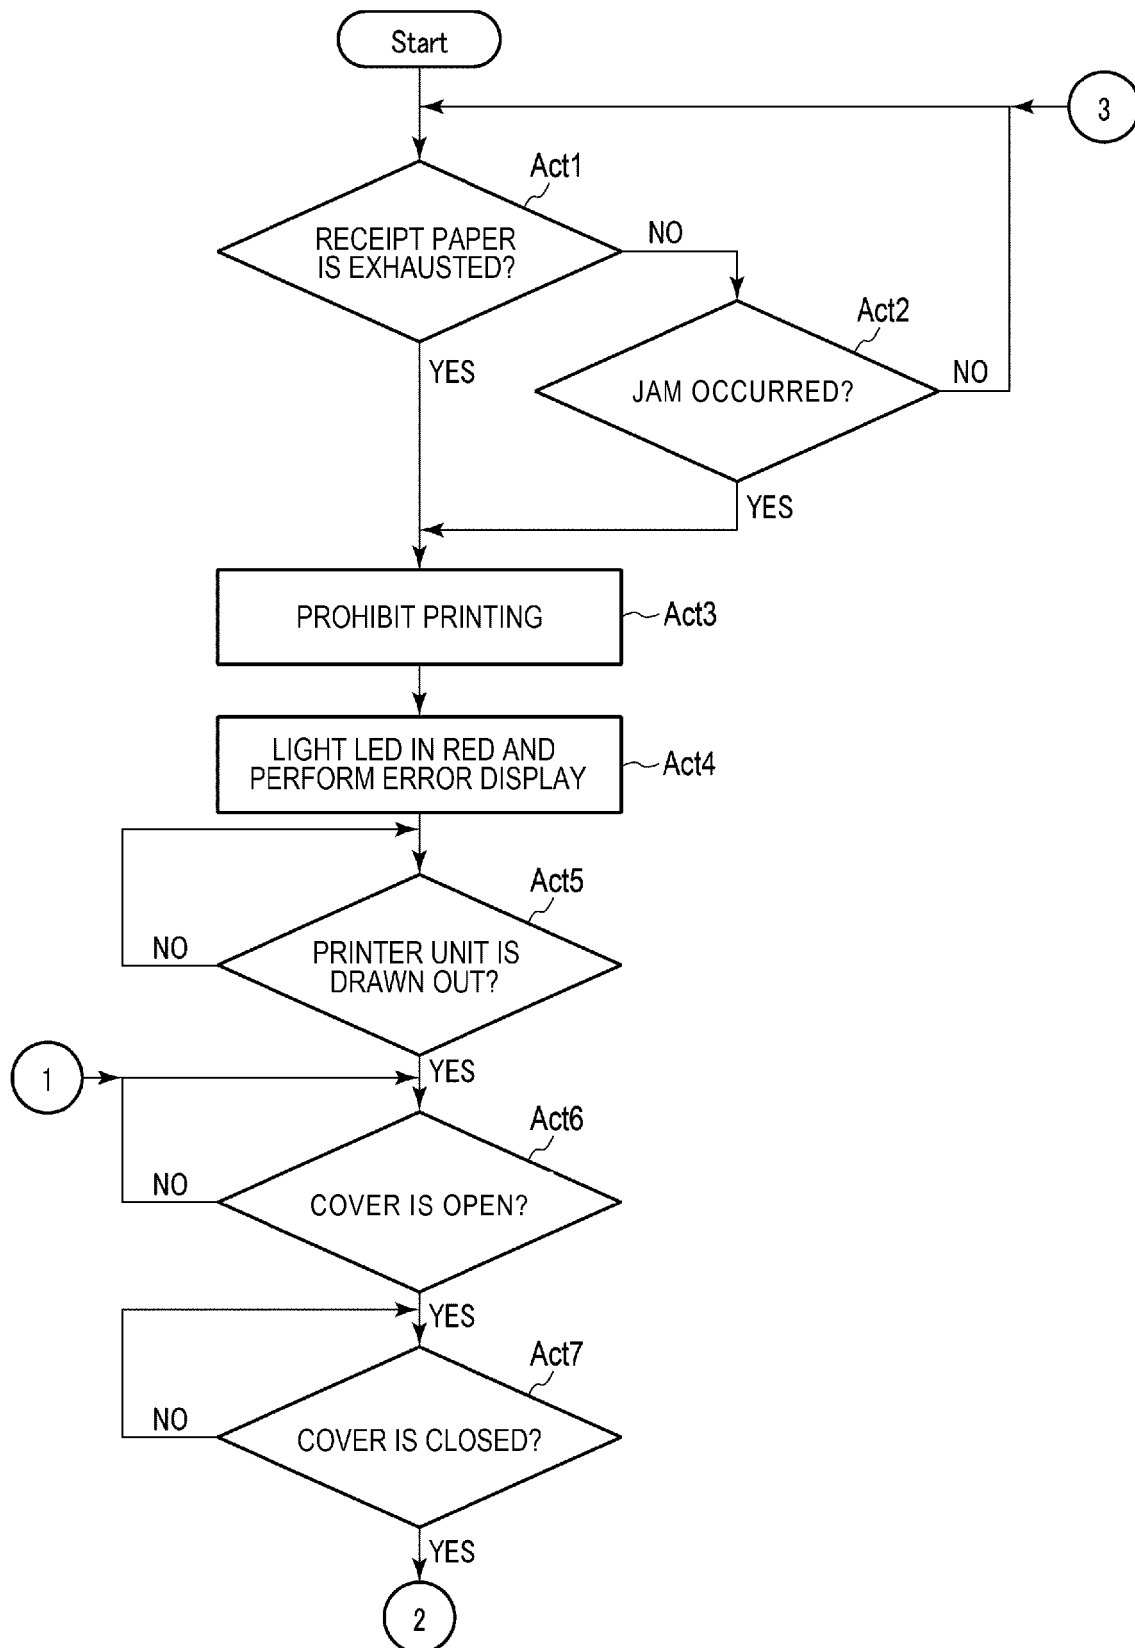 Start
3
Act1
RECEIPT PAPER
IS EXHAUSTED?
NO
YES
Act2
JAM OCCURRED?
NO
YES
PROHIBIT PRINTING
Act3
LIGHT LED IN RED AND
PERFORM ERROR DISPLAY
Act4
Act5
PRINTER UNIT IS
DRAWN OUT?
NO
YES
1
Act6
COVER IS OPEN?
NO
YES
Act7
COVER IS CLOSED?
NO
YES
2